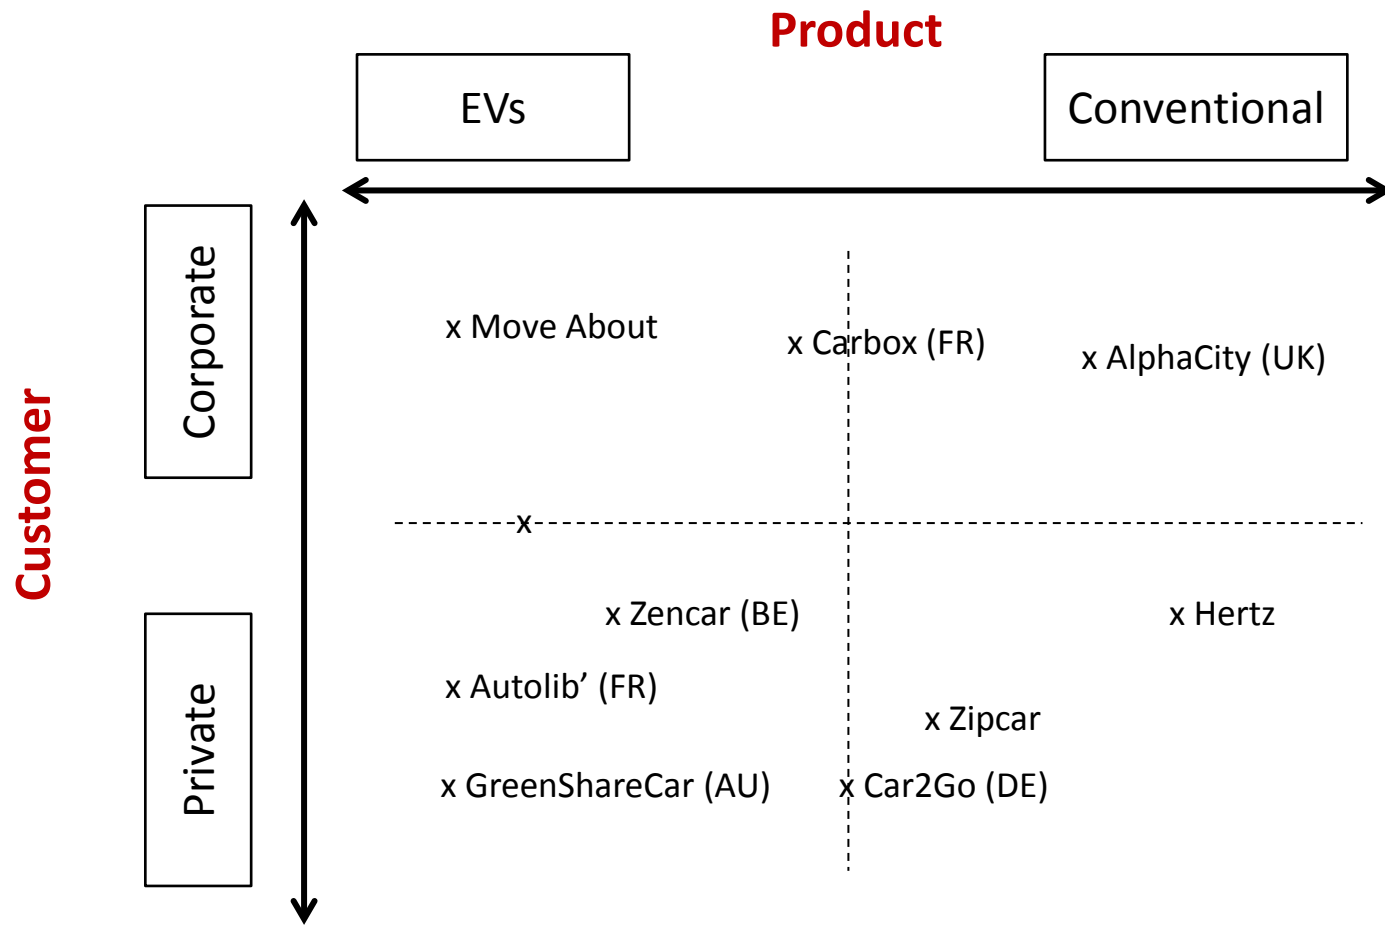 Product
EVs
Conventional
Customer
Corporate
Private
x Move About
x Carbox (FR)
x AlphaCity (UK)
x
x Zencar (BE)
x Hertz
x Autolib’ (FR)
x Zipcar
x GreenShareCar (AU)
x Car2Go (DE)